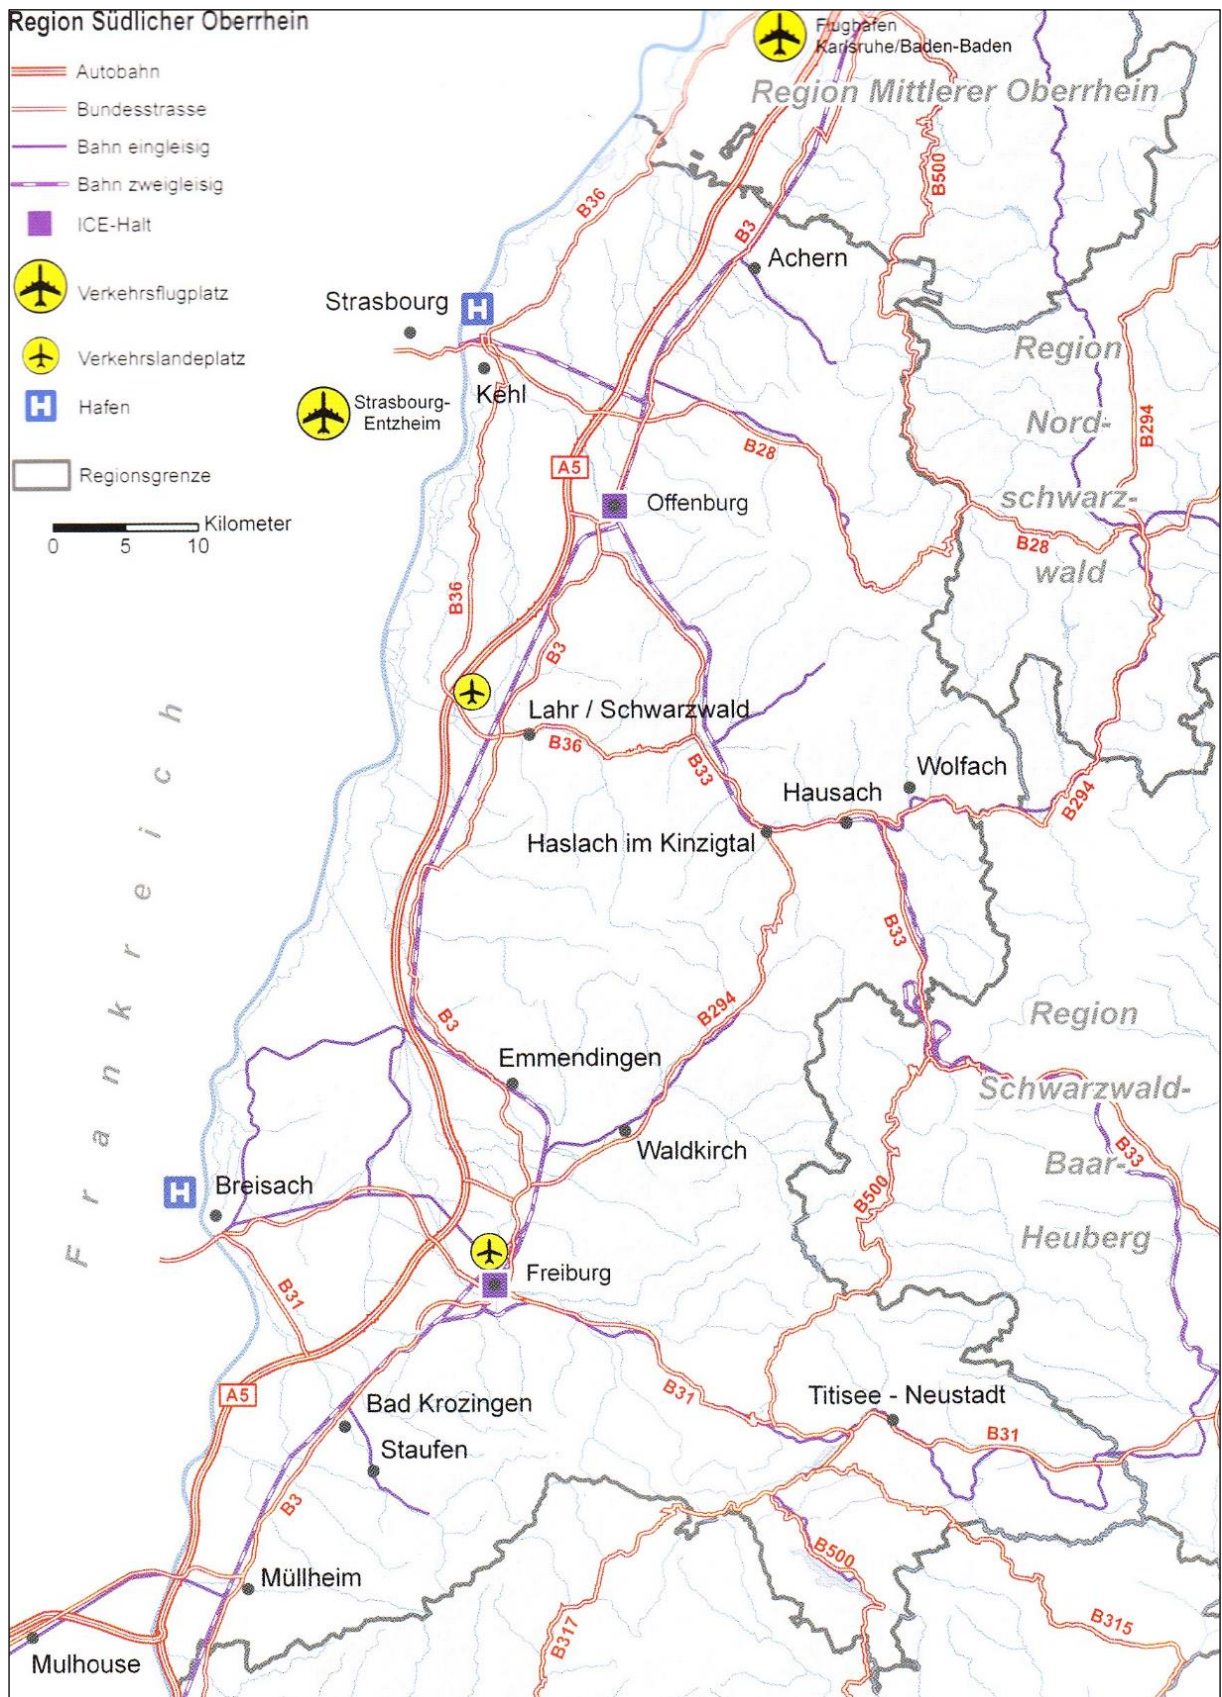 Region Südlicher Oberrhein
Autobahn
Bundesstrasse
Bahn eingleisig
Bahn zweigleisig
ICE-Halt
Verkehrsflugplatz
Verkehrslandeplatz
H Hafen
Regionsgrenze
Kilometer
0 5 10
Flughafen
Karlsruhe/Baden-Baden
Region Mittlerer Oberrhein
B500
B36
B3
Achern
Strasbourg
H
Kehl
Strasbourg-
Entzheim
Region
Nord-
schwarz-
wald
B294
B28
A5
Offenburg
B28
B36
B3
Lahr / Schwarzwald
B36
B33
Wolfach
Hausach
B294
Haslach im Kinzigtal
Frankreich
B33
B294
B3
Region
Schwarzwald-
Baar-
Heuberg
Emmendingen
Waldkirch
B33
H
Breisach
B500
Freiburg
B31
A5
B31
Titisee - Neustadt
Bad Krozingen
B31
Staufen
B3
B500
Müllheim
B317
B315
Mulhouse